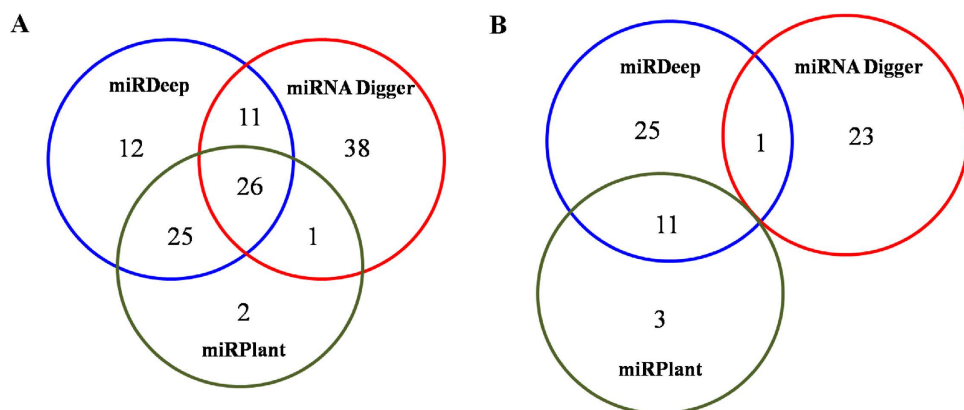 A
miRDeep
miRNA Digger
12
11
38
26
25
1
2
miRPlant
B
miRDeep
miRNA Digger
25
1
23
11
3
miRPlant